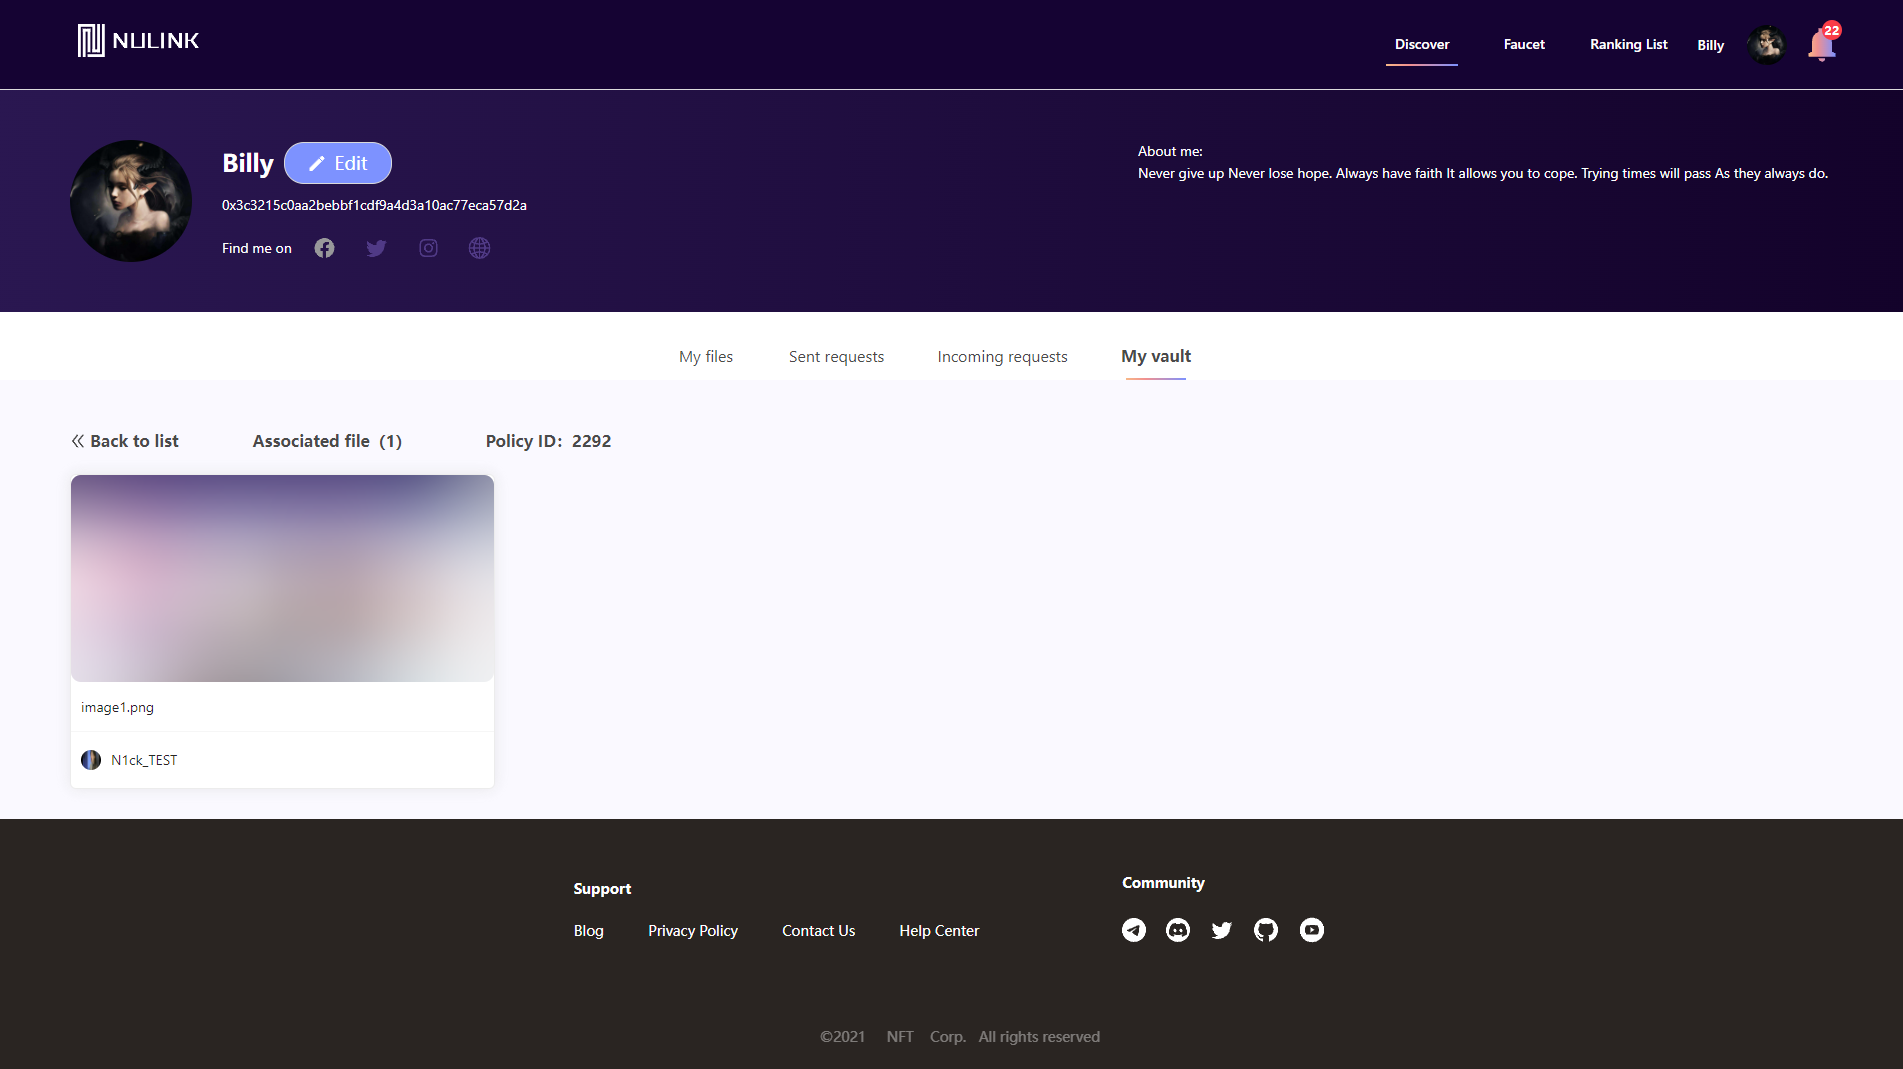 NULINK
Discover Faucet Ranking List Billy 22
Billy Edit
0x3c3215c0aa2bebbf1cdf9a4d3a10ac77eca57d2a
Find me on
About me:
Never give up Never lose hope. Always have faith It allows you to cope. Trying times will pass As they always do.
My files Sent requests Incoming requests My vault
Back to list Associated file (1) Policy ID: 2292
image1.png
N1ck_TEST
Support
Blog Privacy Policy Contact Us Help Center
Community
©2021 NFT Corp. All rights reserved